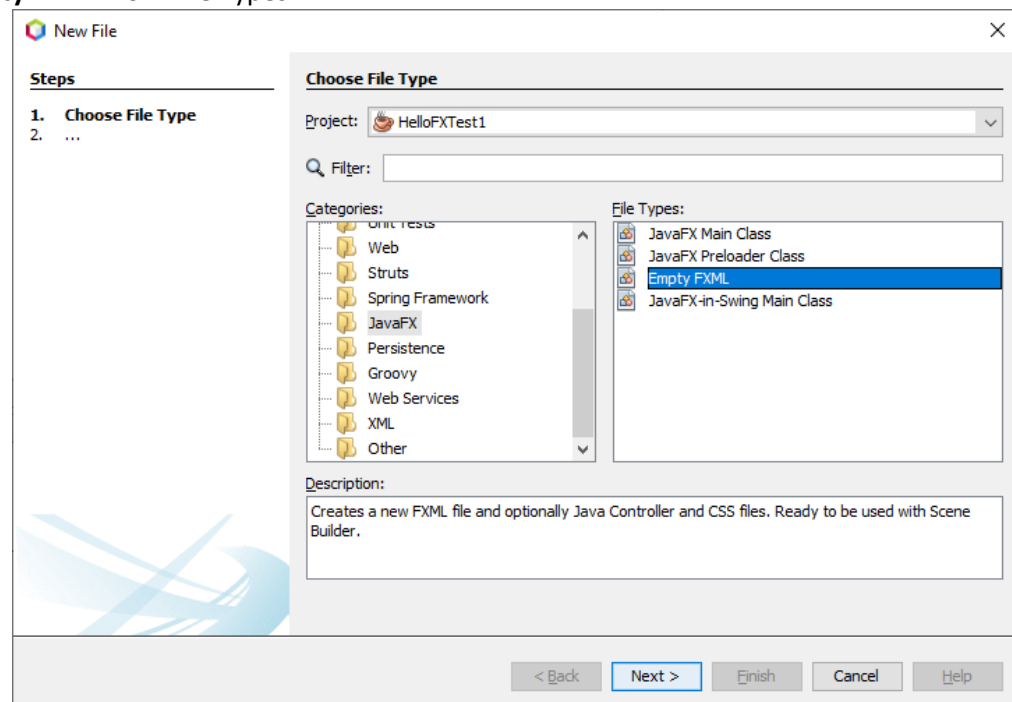 New File
Steps
1. Choose File Type
2. ...
Choose File Type
Project: HelloFXTest1
Filter:
Categories:
Unit Tests
Web
Struts
Spring Framework
JavaFX
Persistence
Groovy
Web Services
XML
Other
File Types:
JavaFX Main Class
JavaFX Preloader Class
Empty FXML
JavaFX-in-Swing Main Class
Description:
Creates a new FXML file and optionally Java Controller and CSS files. Ready to be used with Scene
Builder.
< Back Next > Finish Cancel Help